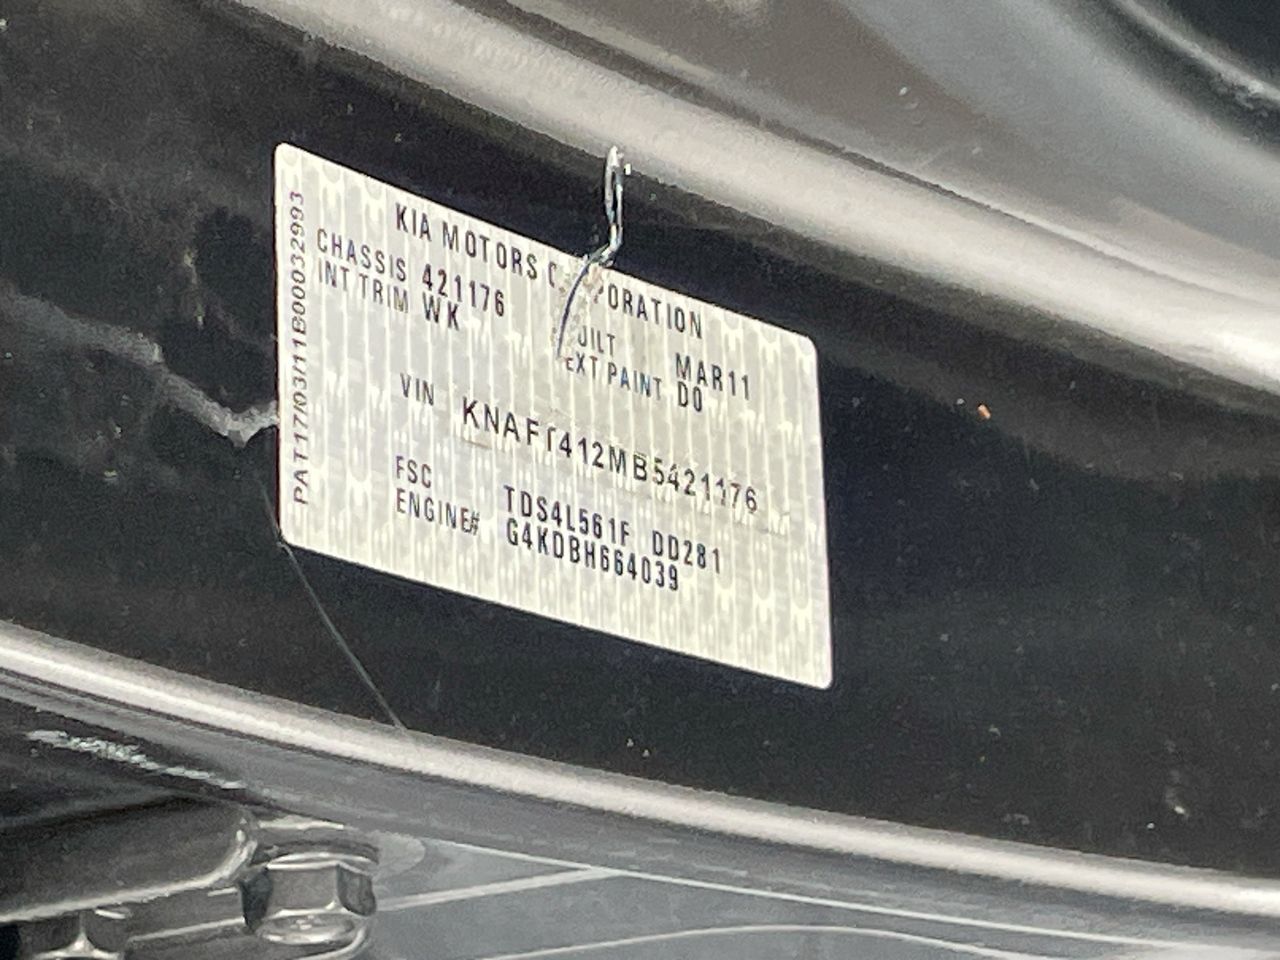 KIA MOTORS CORPORATION
CHASSIS 421176
BUILT MAR11
INT TRIM WK
EXT PAINT D0
VIN KNAFT412MB5421176
FSC TDS4L561F DD281
ENGINE# G4KDBH664039
PAT17/03/11B000032993